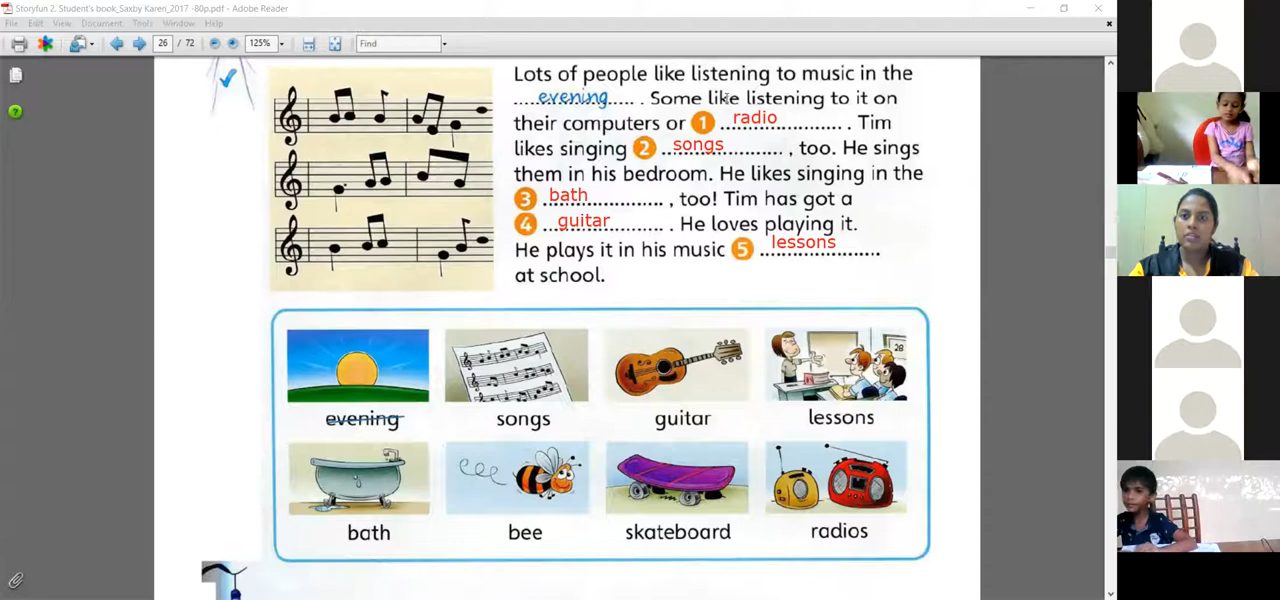 Storyfun 2, Student's book_Saxby Karen_2017 -80p.pdf - Adobe Reader
File Edit View Document Tools Window Help
26 / 72 125% Find
Lots of people like listening to music in the
evening . Some like listening to it on
their computers or 1 radio . Tim
likes singing 2 songs , too. He sings
them in his bedroom. He likes singing in the
3 bath , too! Tim has got a
4 guitar . He loves playing it.
He plays it in his music 5 lessons
at school.
28
evening songs guitar lessons
bath bee skateboard radios